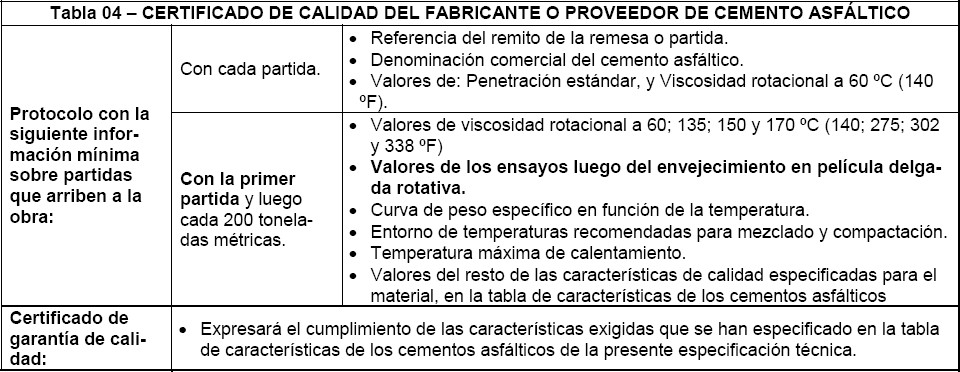 Tabla 04 – CERTIFICADO DE CALIDAD DEL FABRICANTE O PROVEEDOR DE CEMENTO ASFÁLTICO
Protocolo con la
siguiente infor-
mación mínima
sobre partidas
que arriben a la
obra:
Con cada partida.
• Referencia del remito de la remesa o partida.
• Denominación comercial del cemento asfáltico.
• Valores de: Penetración estándar, y Viscosidad rotacional a 60 ºC (140
ºF).
Con la primer
partida y luego
cada 200 tonela-
das métricas.
• Valores de viscosidad rotacional a 60; 135; 150 y 170 ºC (140; 275; 302
y 338 ºF)
• Valores de los ensayos luego del envejecimiento en película delga-
da rotativa.
• Curva de peso específico en función de la temperatura.
• Entorno de temperaturas recomendadas para mezclado y compactación.
• Temperatura máxima de calentamiento.
• Valores del resto de las características de calidad especificadas para el
material, en la tabla de características de los cementos asfálticos
Certificado de
garantía de cali-
dad:
• Expresará el cumplimiento de las características exigidas que se han especificado en la tabla
de características de los cementos asfálticos de la presente especificación técnica.